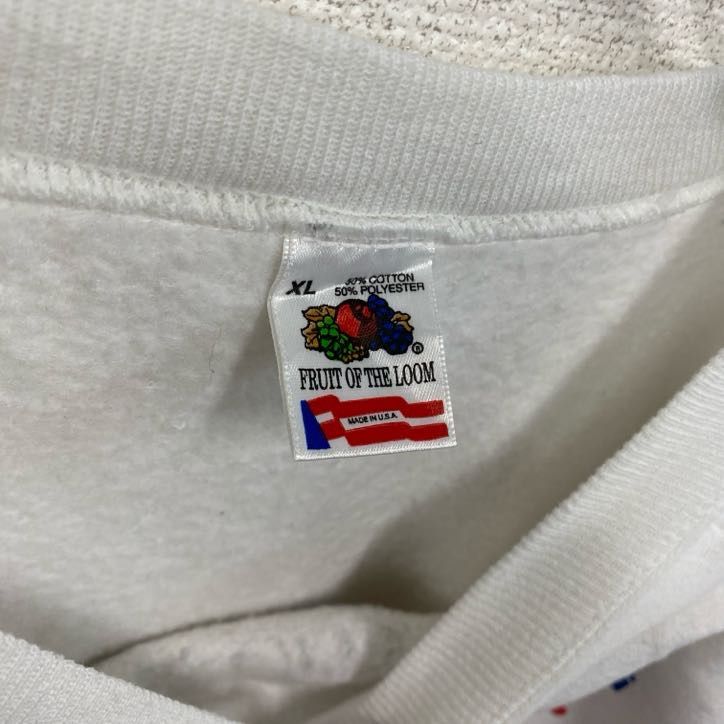 XL
50% COTTON
50% POLYESTER
®
FRUIT OF THE LOOM
MADE IN U.S.A.